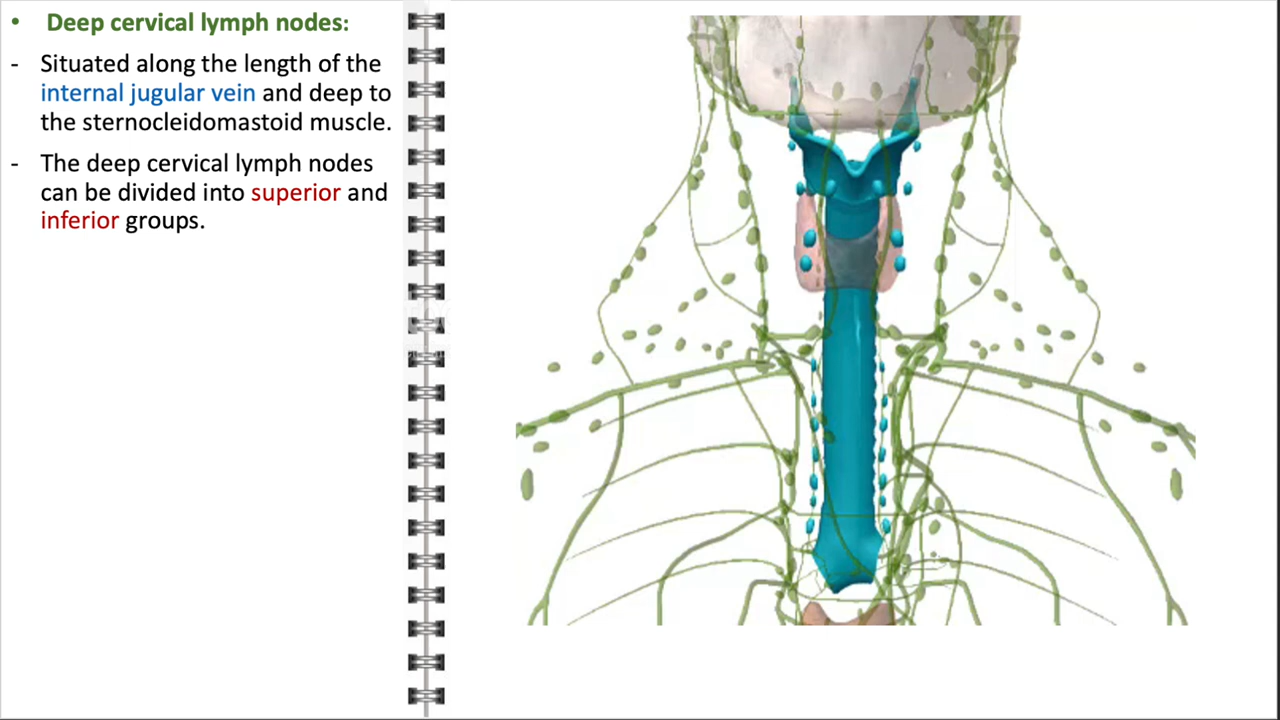 • Deep cervical lymph nodes:
- Situated along the length of the
internal jugular vein and deep to
the sternocleidomastoid muscle.
- The deep cervical lymph nodes
can be divided into superior and
inferior groups.